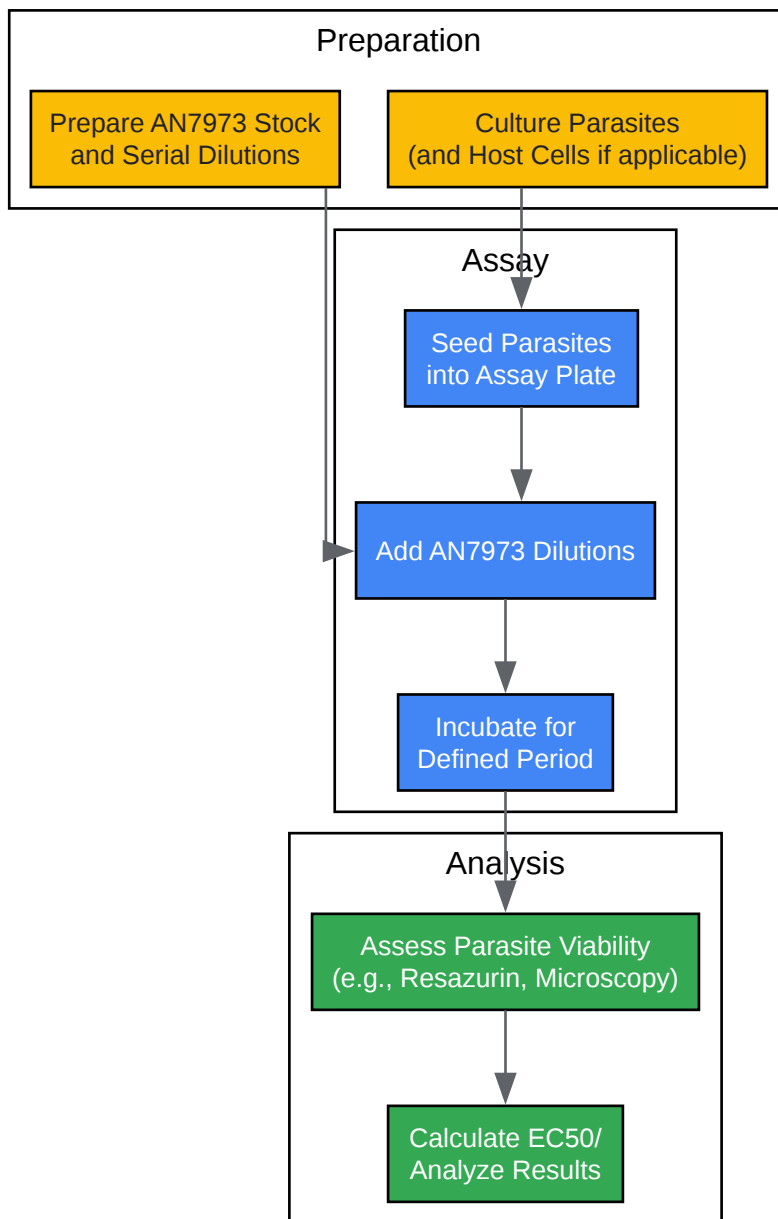 Preparation
Prepare AN7973 Stock
and Serial Dilutions
Culture Parasites
(and Host Cells if applicable)
Assay
Seed Parasites
into Assay Plate
Add AN7973 Dilutions
Incubate for
Defined Period
Analysis
Assess Parasite Viability
(e.g., Resazurin, Microscopy)
Calculate EC50/
Analyze Results